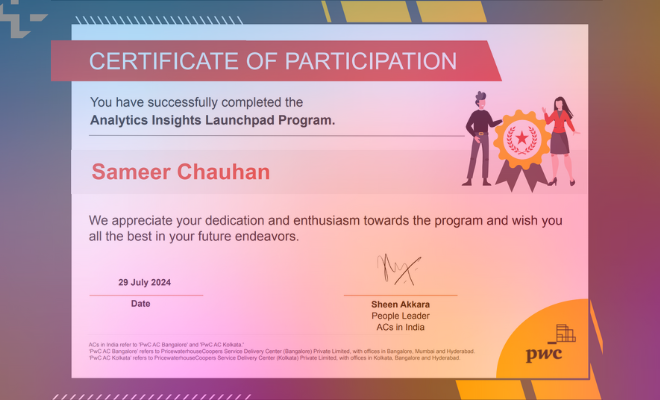 CERTIFICATE OF PARTICIPATION
You have successfully completed the
Analytics Insights Launchpad Program.
Sameer Chauhan
We appreciate your dedication and enthusiasm towards the program and wish you
all the best in your future endeavors.
29 July 2024
Date
Sheen Akkara
People Leader
ACs in India
ACs in India refer to 'PwC AC Bangalore' and 'PwC AC Kolkata.'
'PwC AC Bangalore' refers to PricewaterhouseCoopers Service Delivery Center (Bangalore) Private Limited, with offices in Bangalore, Mumbai and Hyderabad.
'PwC AC Kolkata' refers to PricewaterhouseCoopers Service Delivery Center (Kolkata) Private Limited, with offices in Kolkata, Bangalore and Hyderabad.
pwc